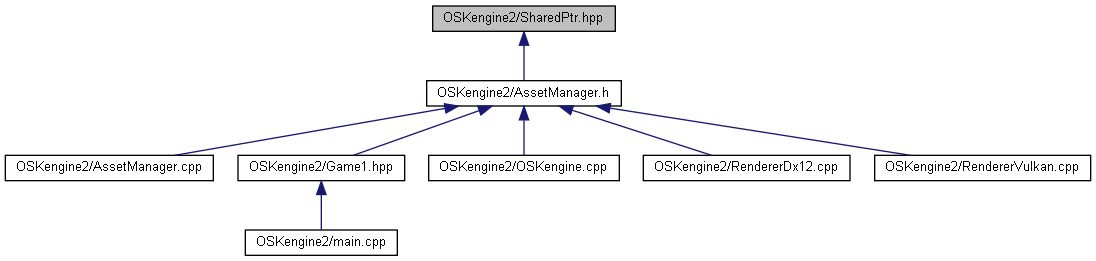 OSKengine2/SharedPtr.hpp
OSKengine2/AssetManager.h
OSKengine2/AssetManager.cpp
OSKengine2/Game1.hpp
OSKengine2/OSKengine.cpp
OSKengine2/RendererDx12.cpp
OSKengine2/RendererVulkan.cpp
OSKengine2/main.cpp